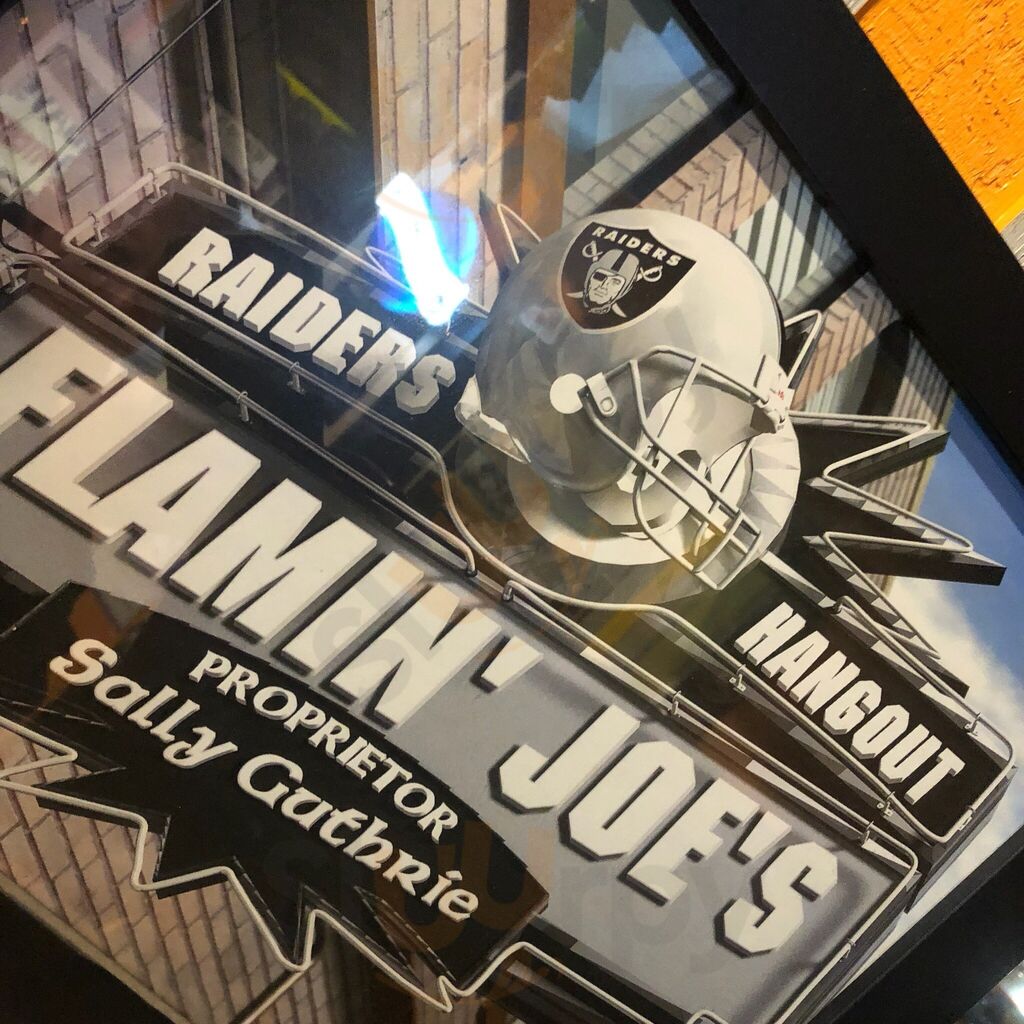 RAIDERS
RAIDERS
HANGOUT
FLAMIN' JOE'S
PROPRIETOR
Sally Guthrie